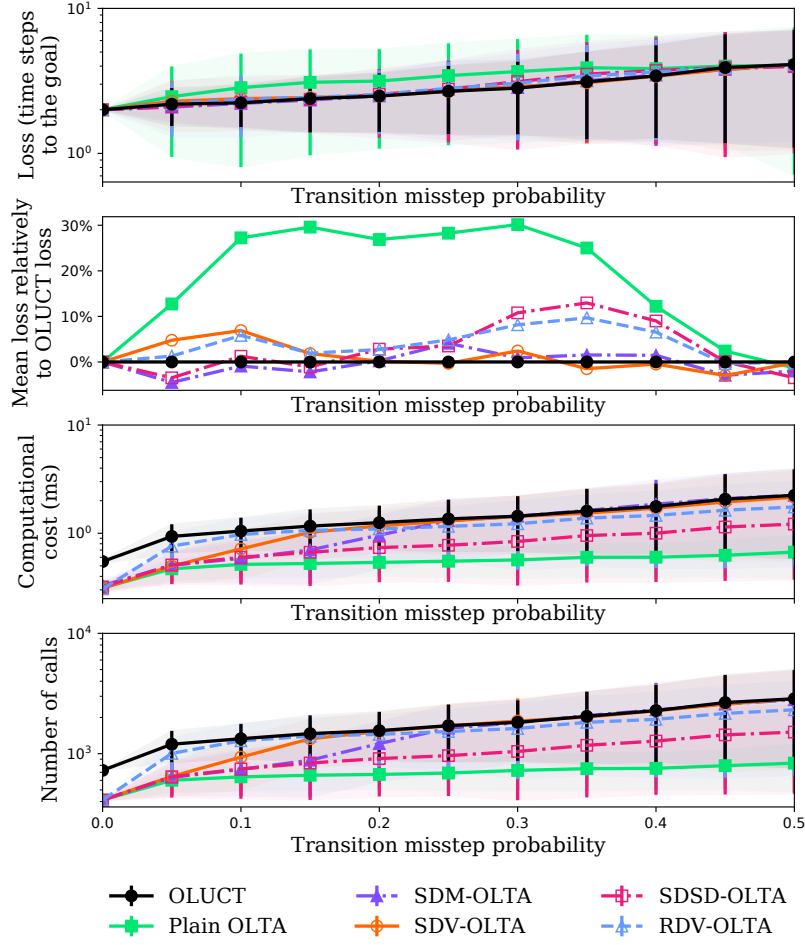 10¹
10⁰
Loss (time steps
to the goal)
Transition misstep probability
30%
20%
10%
0%
Mean loss relatively
to OLUCT loss
Transition misstep probability
10¹
10⁰
Computational
cost (ms)
Transition misstep probability
10⁴
10³
Number of calls
0.0 0.1 0.2 0.3 0.4 0.5
Transition misstep probability
OLUCT SDM-OLTA SDSD-OLTA
Plain OLTA SDV-OLTA RDV-OLTA